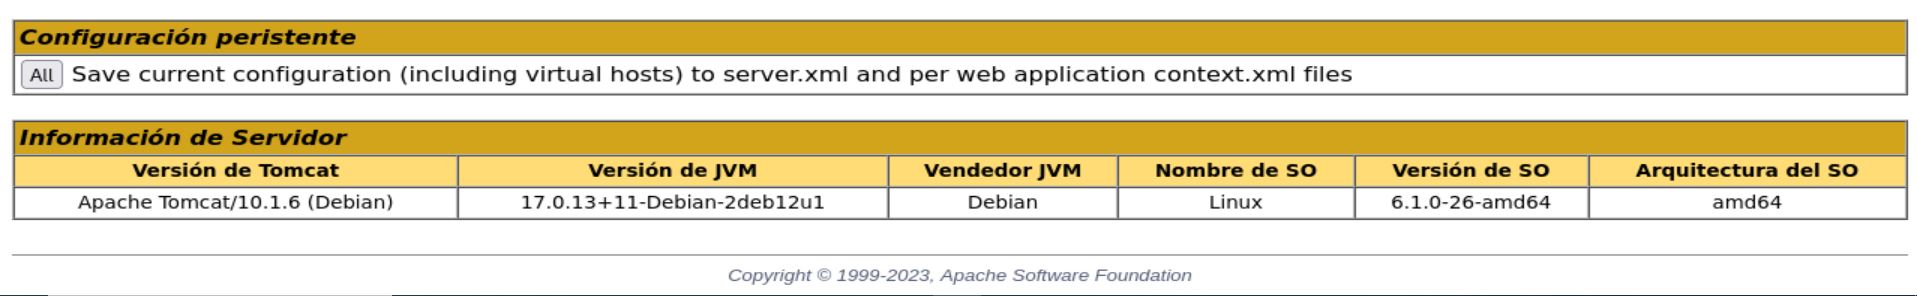 Configuración peristente
All Save current configuration (including virtual hosts) to server.xml and per web application context.xml files
Información de Servidor
Versión de Tomcat Versión de JVM Vendedor JVM Nombre de SO Versión de SO Arquitectura del SO
Apache Tomcat/10.1.6 (Debian) 17.0.13+11-Debian-2deb12u1 Debian Linux 6.1.0-26-amd64 amd64
Copyright © 1999-2023, Apache Software Foundation